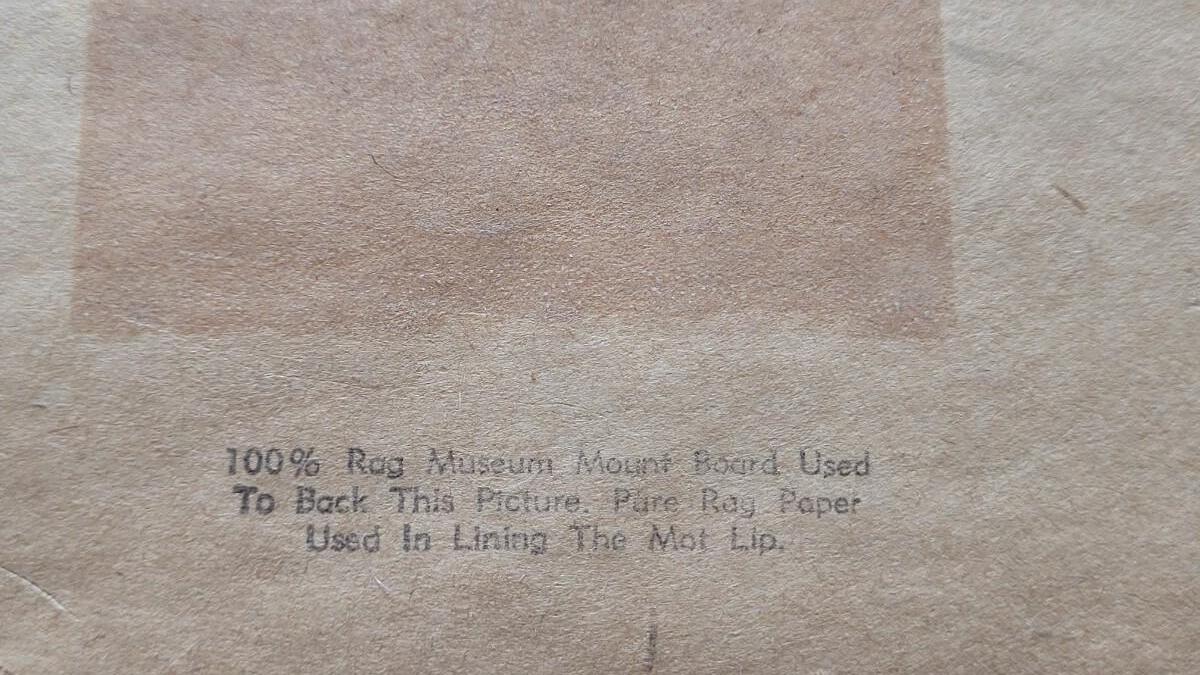 100% Rag Museum Mount Board Used
To Back This Picture. Pure Rag Paper
Used In Lining The Mat Lip.